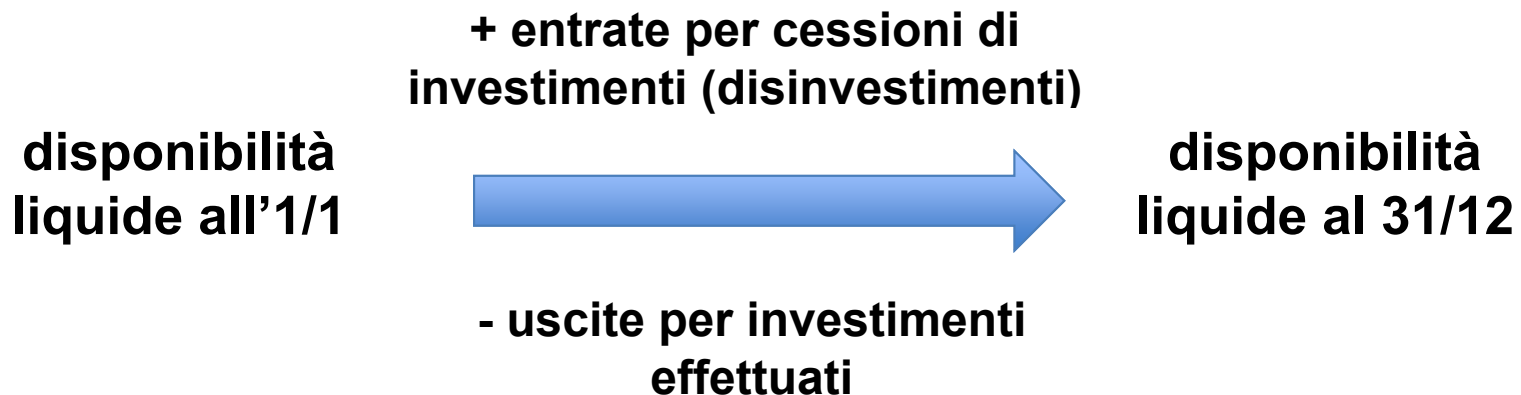 + entrate per cessioni di
investimenti (disinvestimenti)
disponibilità
liquide all’1/1
disponibilità
liquide al 31/12
- uscite per investimenti
effettuati